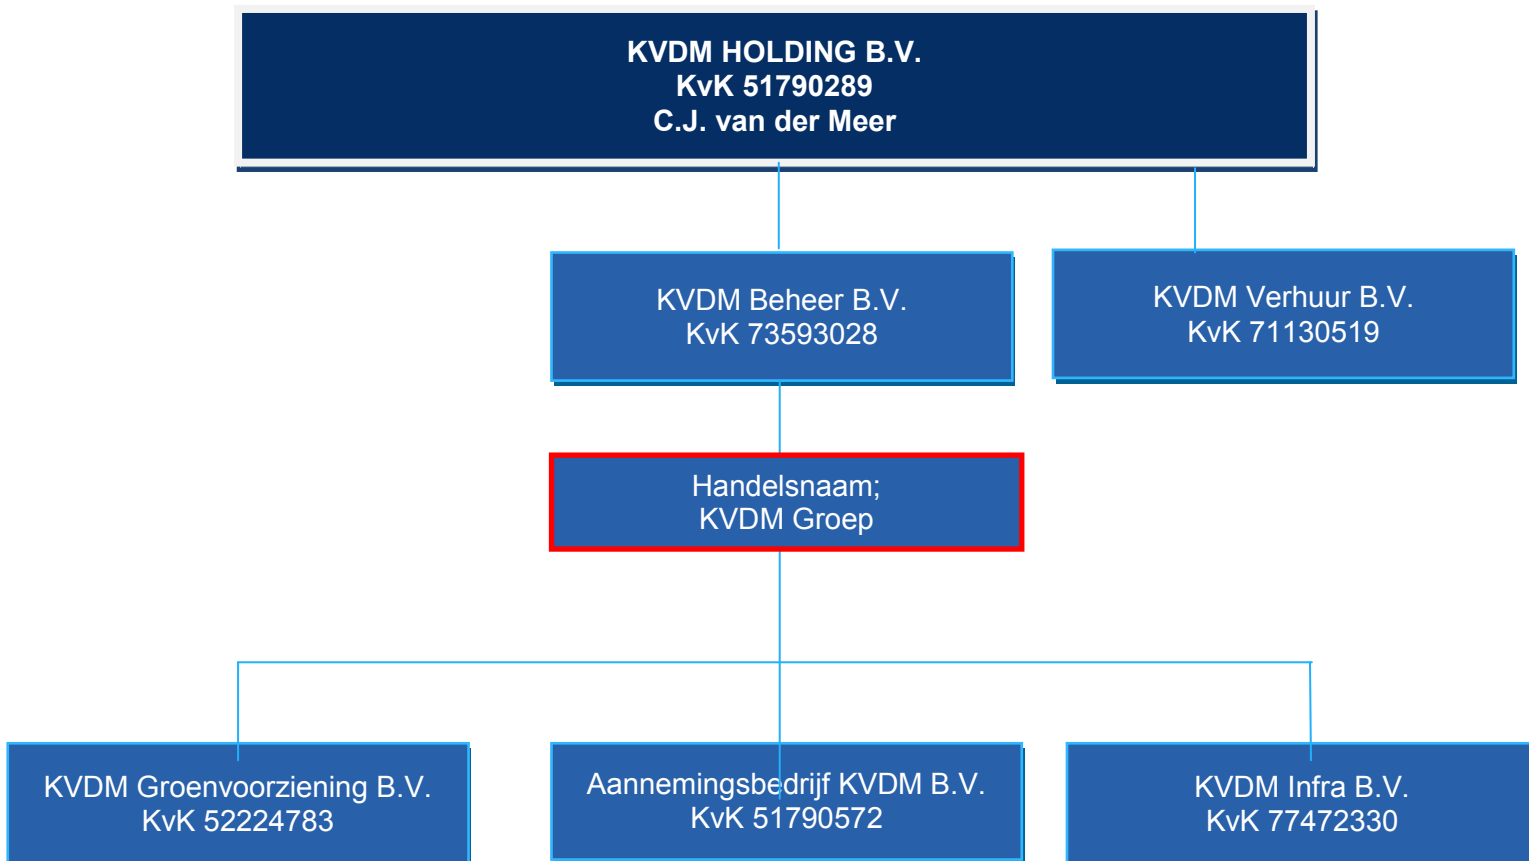 KVDM HOLDING B.V.
KvK 51790289
C.J. van der Meer
KVDM Beheer B.V.
KvK 73593028
KVDM Verhuur B.V.
KvK 71130519
Handelsnaam;
KVDM Groep
KVDM Groenvoorziening B.V.
KvK 52224783
Aannemingsbedrijf KVDM B.V.
KvK 51790572
KVDM Infra B.V.
KvK 77472330